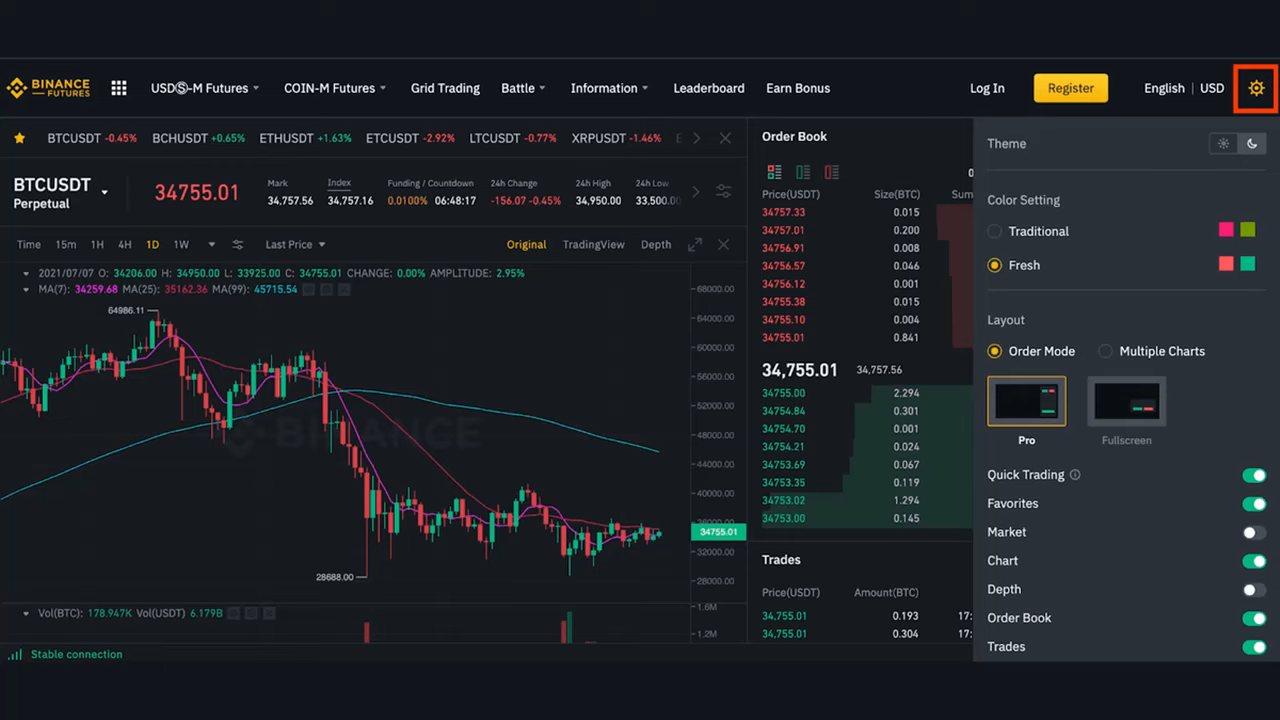 BINANCE
FUTURES
USDⓈ-M Futures
COIN-M Futures
Grid Trading
Battle
Information
Leaderboard
Earn Bonus
Log In
Register
English | USD
BTCUSDT -0.45% BCHUSDT +0.65% ETHUSDT +1.63% ETCUSDT -2.92% LTCUSDT -0.77% XRPUSDT -1.46%
BTCUSDT
Perpetual
34755.01
Mark
34,757.56
Index
34,757.16
Funding / Countdown
0.0100% 06:48:17
24h Change
-156.07 -0.45%
24h High
34,950.00
24h Low
33,500.00
Time 15m 1H 4H 1D 1W Last Price Original TradingView Depth
2021/07/07 O: 34206.00 H: 34950.00 L: 33925.00 C: 34755.01 CHANGE: 0.00% AMPLITUDE: 2.95%
MA(7): 34259.68 MA(25): 35162.36 MA(99): 45715.54
64986.11
28688.00
BINANCE
68000.00
64000.00
60000.00
56000.00
52000.00
48000.00
44000.00
40000.00
36000.00
34755.01
32000.00
28000.00
Vol(BTC): 178.947K Vol(USDT) 6.179B
1.6M
1.2M
Stable connection
Order Book
Price(USDT) Size(BTC) Sum
34757.33 0.015
34757.01 0.200
34756.91 0.008
34756.57 0.046
34756.12 0.001
34755.38 0.015
34755.10 0.004
34755.01 0.841
34,755.01 34,757.56
34755.00 2.294
34754.84 0.301
34754.70 0.001
34754.21 0.024
34753.69 0.067
34753.35 0.119
34753.02 1.294
34753.00 0.145
Trades
Price(USDT) Amount(BTC)
34,755.01 0.193 17:
34,755.01 0.304 17:
Theme
Color Setting
Traditional
Fresh
Layout
Order Mode
Multiple Charts
Pro
Fullscreen
Quick Trading
Favorites
Market
Chart
Depth
Order Book
Trades